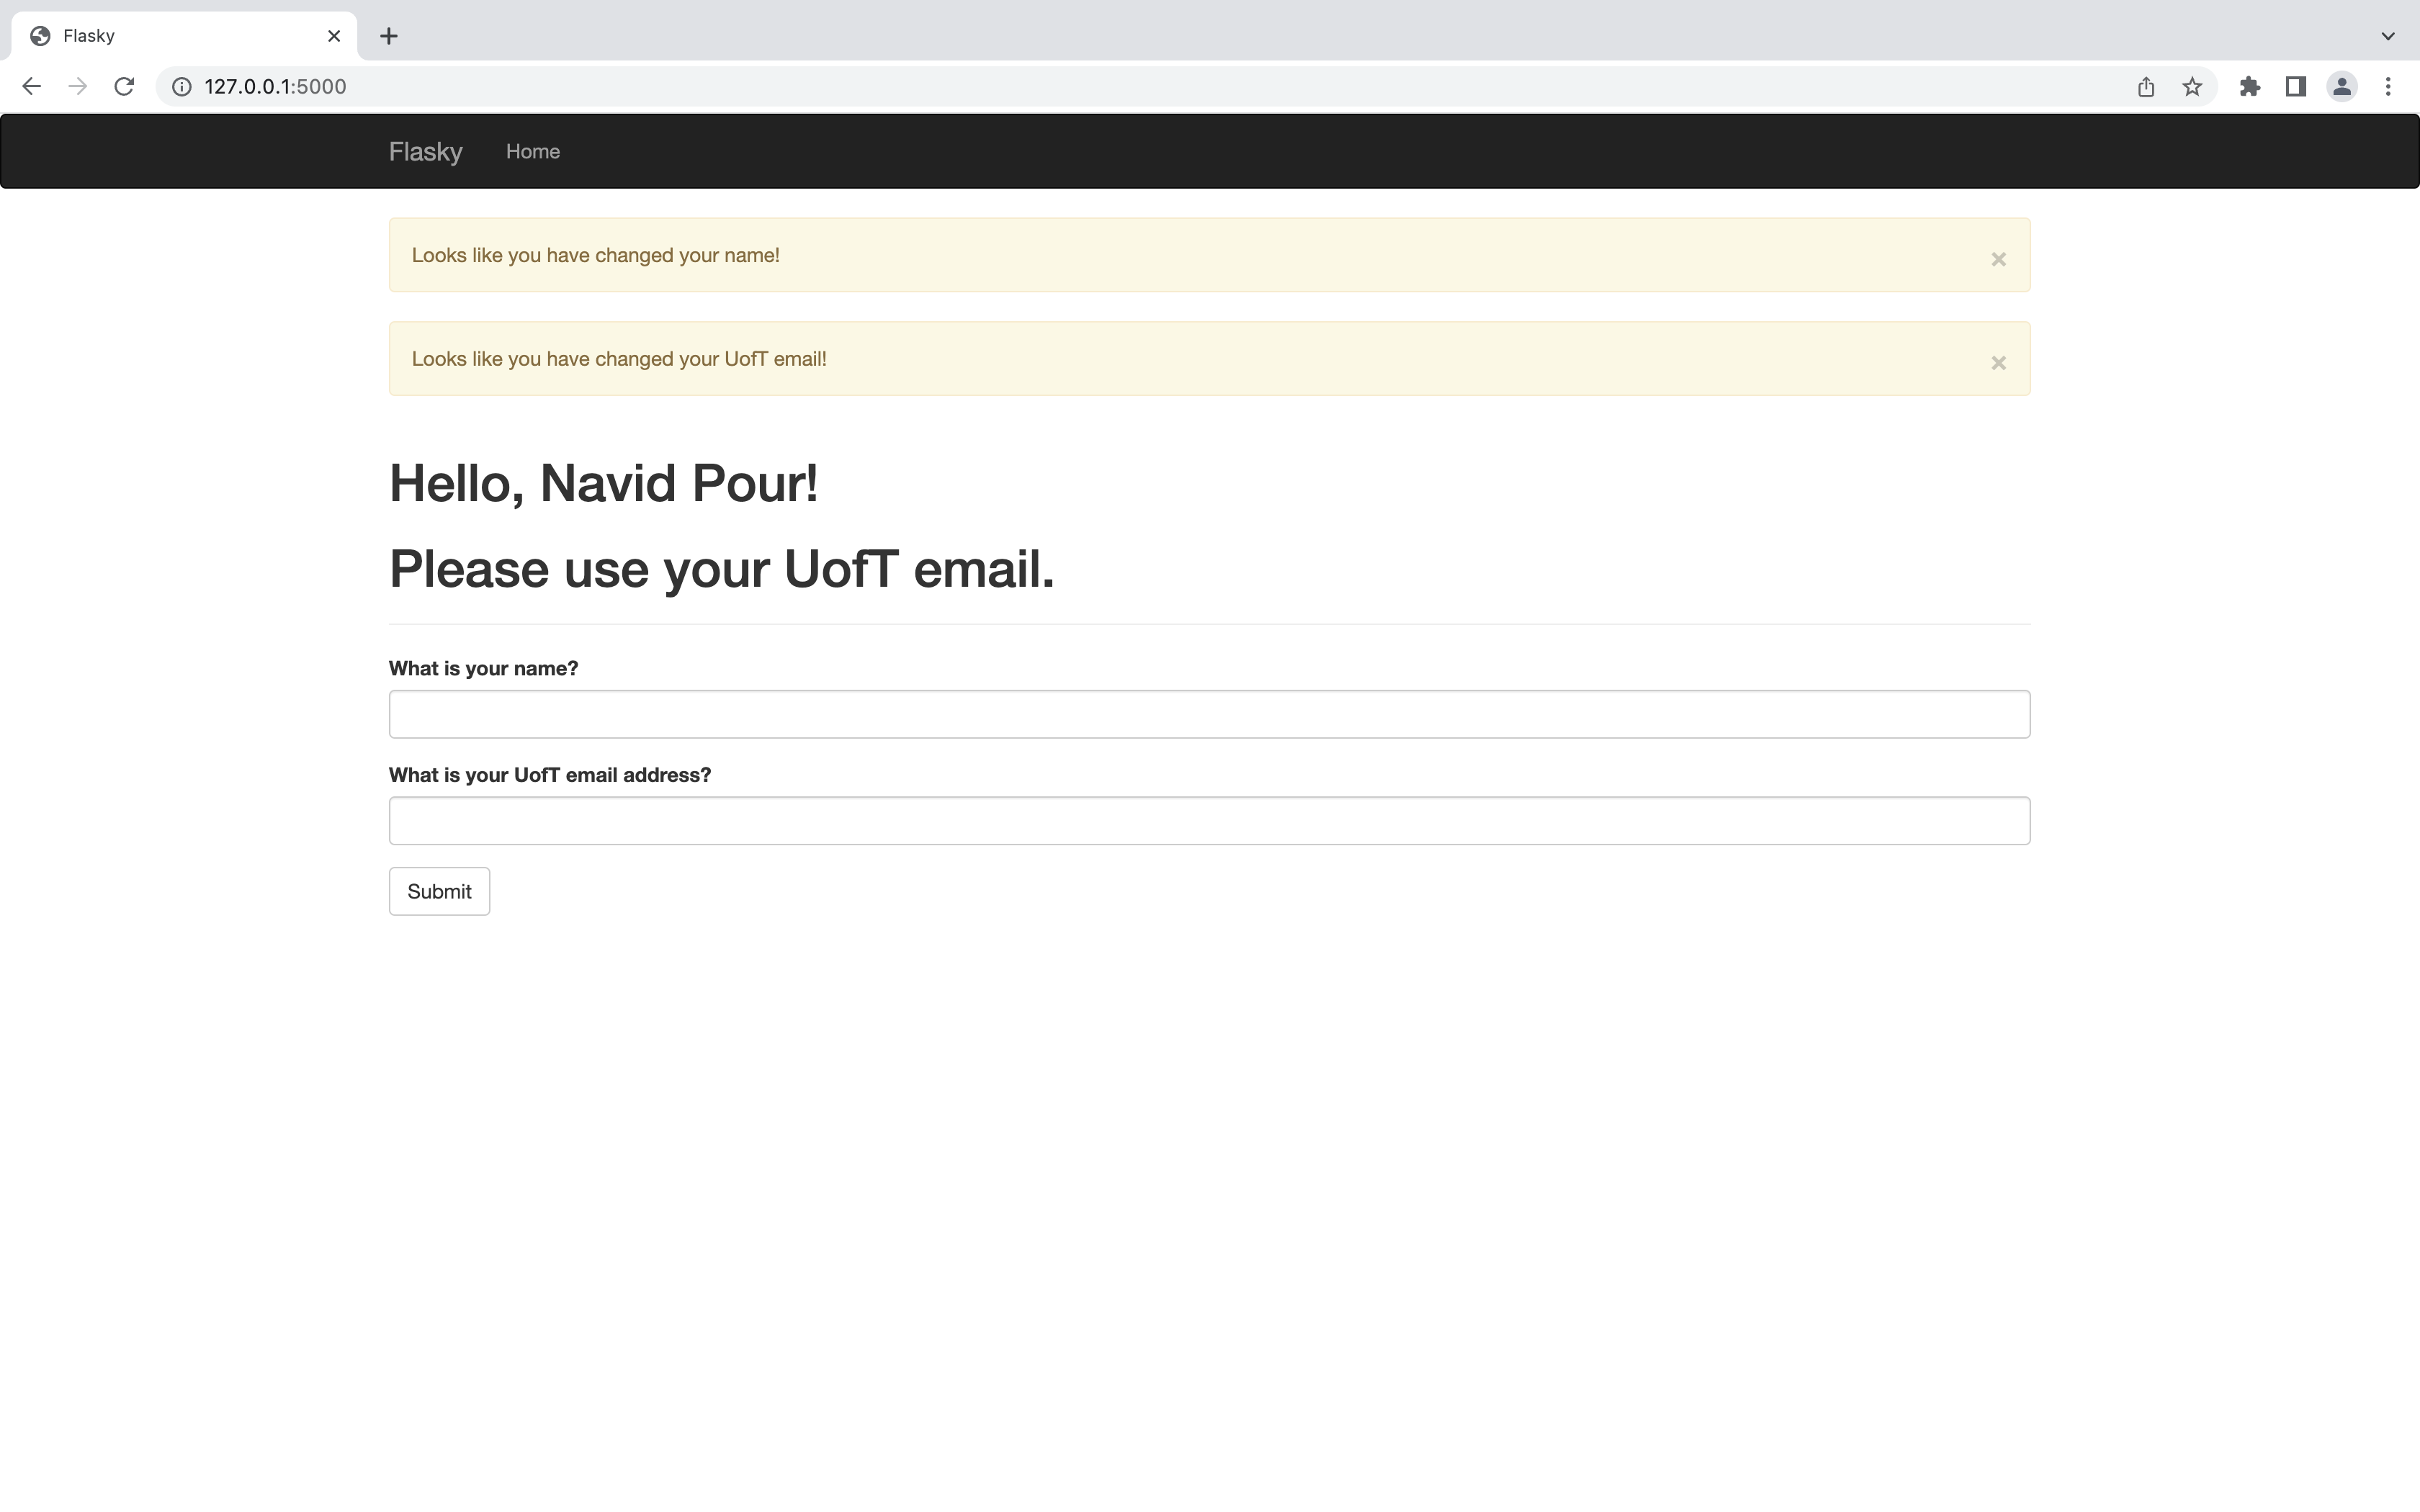 Flasky
127.0.0.1:5000
Flasky Home
Looks like you have changed your name! ×
Looks like you have changed your UofT email! ×
Hello, Navid Pour!
Please use your UofT email.
What is your name?
What is your UofT email address?
Submit